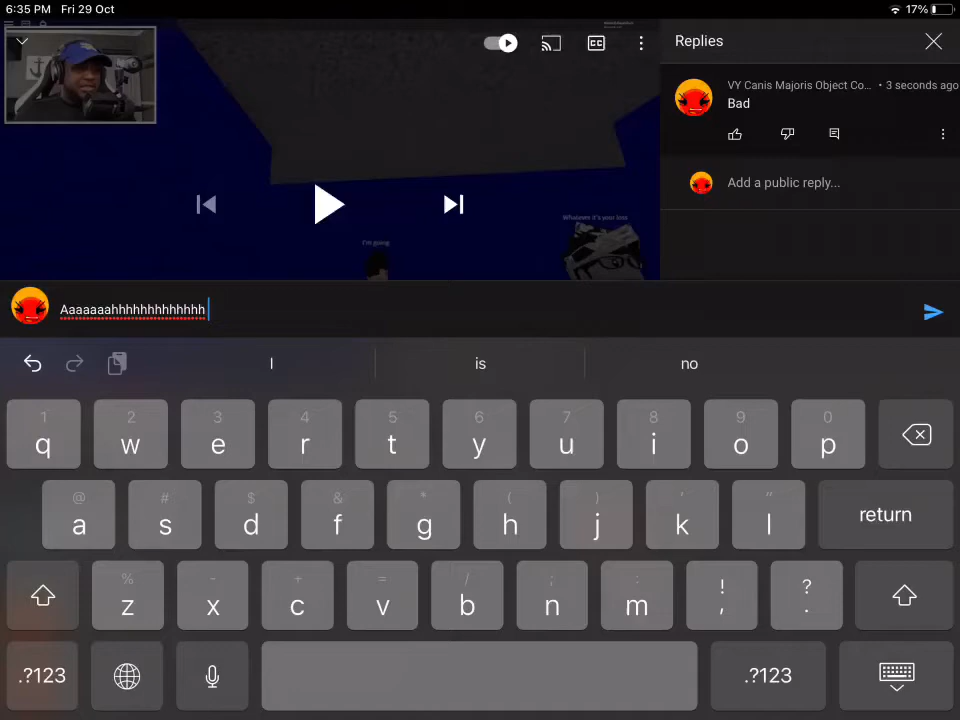 6:35 PM Fri 29 Oct
17%
CC
Replies
VY Canis Majoris Object Co... • 3 seconds ago
Bad
Add a public reply...
Whatever it's your loss
I'm going
Aaaaaaahhhhhhhhhhhhh
I is no
1 2 3 4 5 6 7 8 9 0
q w e r t y u i o p
@ # $ & * ( ) ' "
a s d f g h j k l return
% - + = / ; : ! ?
z x c v b n m , .
.?123 .?123